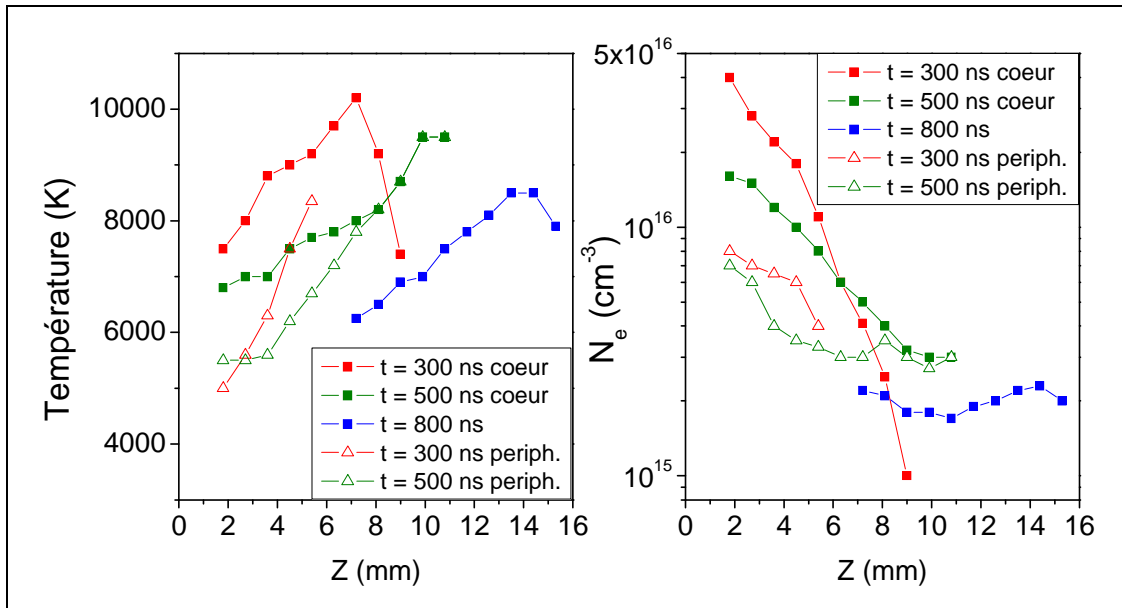 Température (K)
10000
8000
6000
4000
0 2 4 6 8 10 12 14 16
Z (mm)
t = 300 ns coeur
t = 500 ns coeur
t = 800 ns
t = 300 ns periph.
t = 500 ns periph.
N_e (cm^-3)
5x10^16
10^16
10^15
0 2 4 6 8 10 12 14 16
Z (mm)
t = 300 ns coeur
t = 500 ns coeur
t = 800 ns
t = 300 ns periph.
t = 500 ns periph.